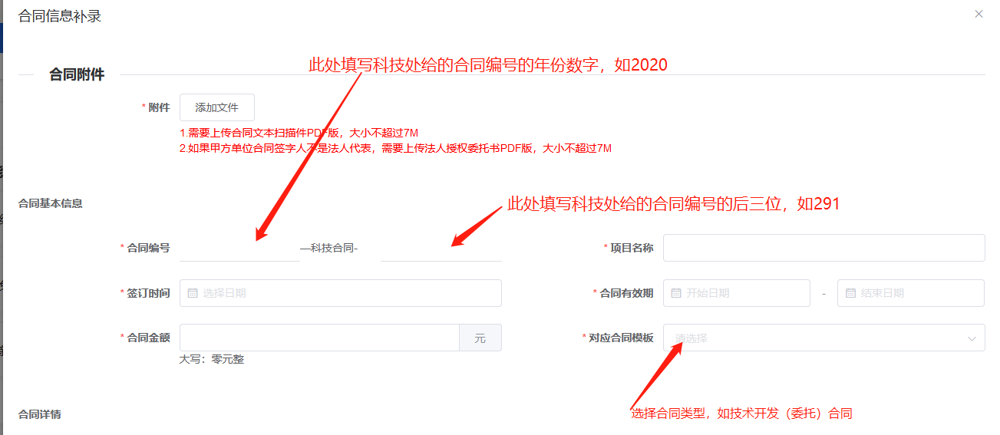 合同信息补录
此处填写科技处给的合同编号的年份数字，如2020
合同附件
* 附件 添加文件
1.需要上传合同文本扫描件PDF版，大小不超过7M
2.如果甲方单位合同签字人不是法人代表，需要上传法人授权委托书PDF版，大小不超过7M
合同基本信息
此处填写科技处给的合同编号的后三位，如291
* 合同编号 —科技合同- * 项目名称
* 签订时间 选择日期 * 合同有效期 开始日期 - 结束日期
* 合同金额 元 * 对应合同模板 请选择
大写：零元整
选择合同类型，如技术开发（委托）合同
合同详情